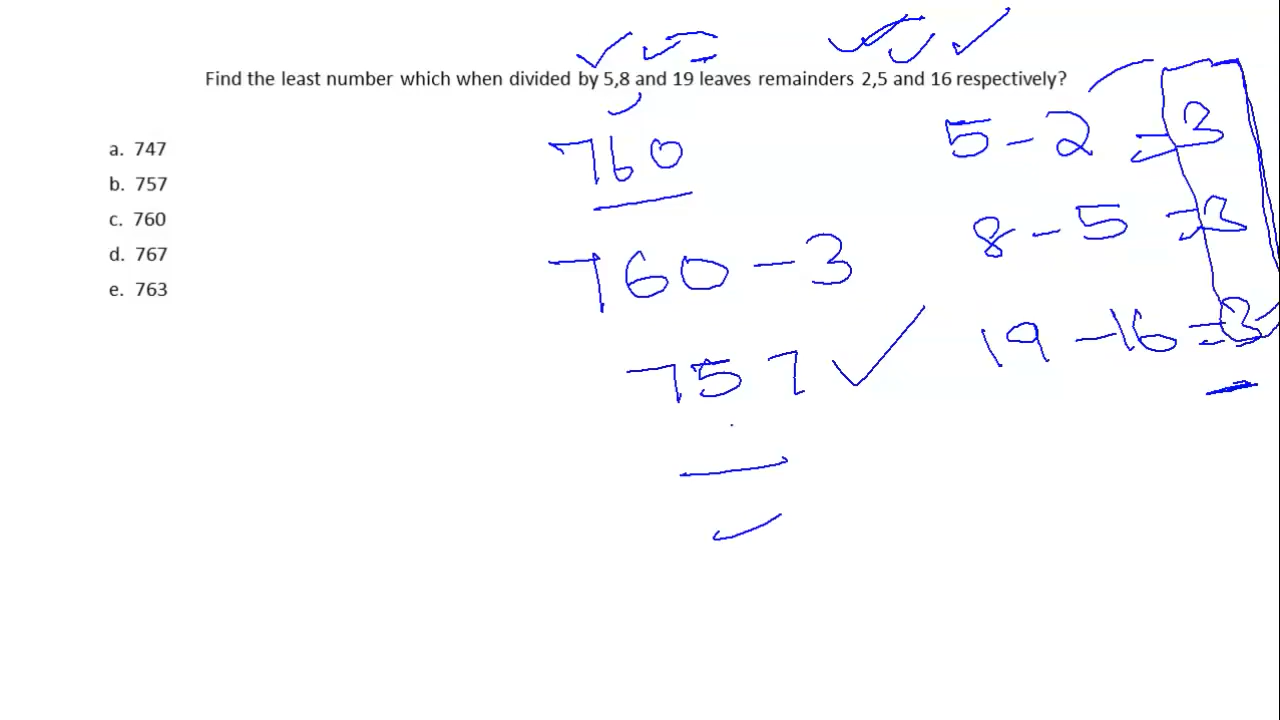 Find the least number which when divided by 5,8 and 19 leaves remainders 2,5 and 16 respectively?
a. 747
b. 757
c. 760
d. 767
e. 763
760
760 - 3
757
5 - 2 = 3
8 - 5 = 3
19 - 16 = 3